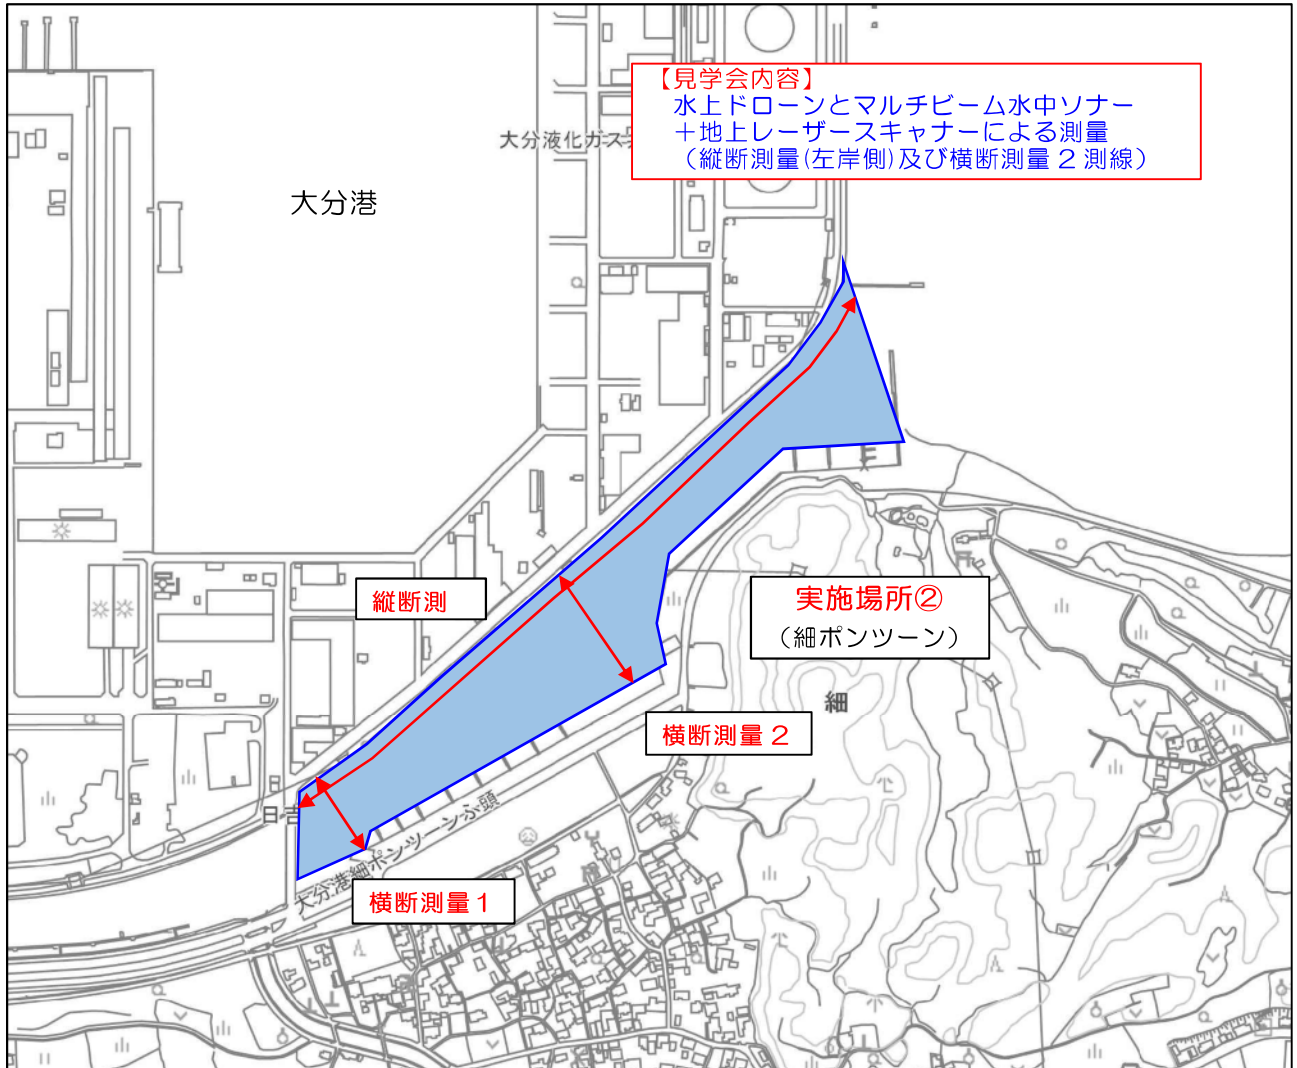 【見学会内容】
水上ドローンとマルチビーム水中ソナー
+地上レーザースキャナーによる測量
(縦断測量(左岸側)及び横断測量2測線)
大分液化ガス
大分港
縦断測
実施場所②
(細ポンツーン)
細
横断測量2
日吉
大分港細ポンツーンふ頭
横断測量1